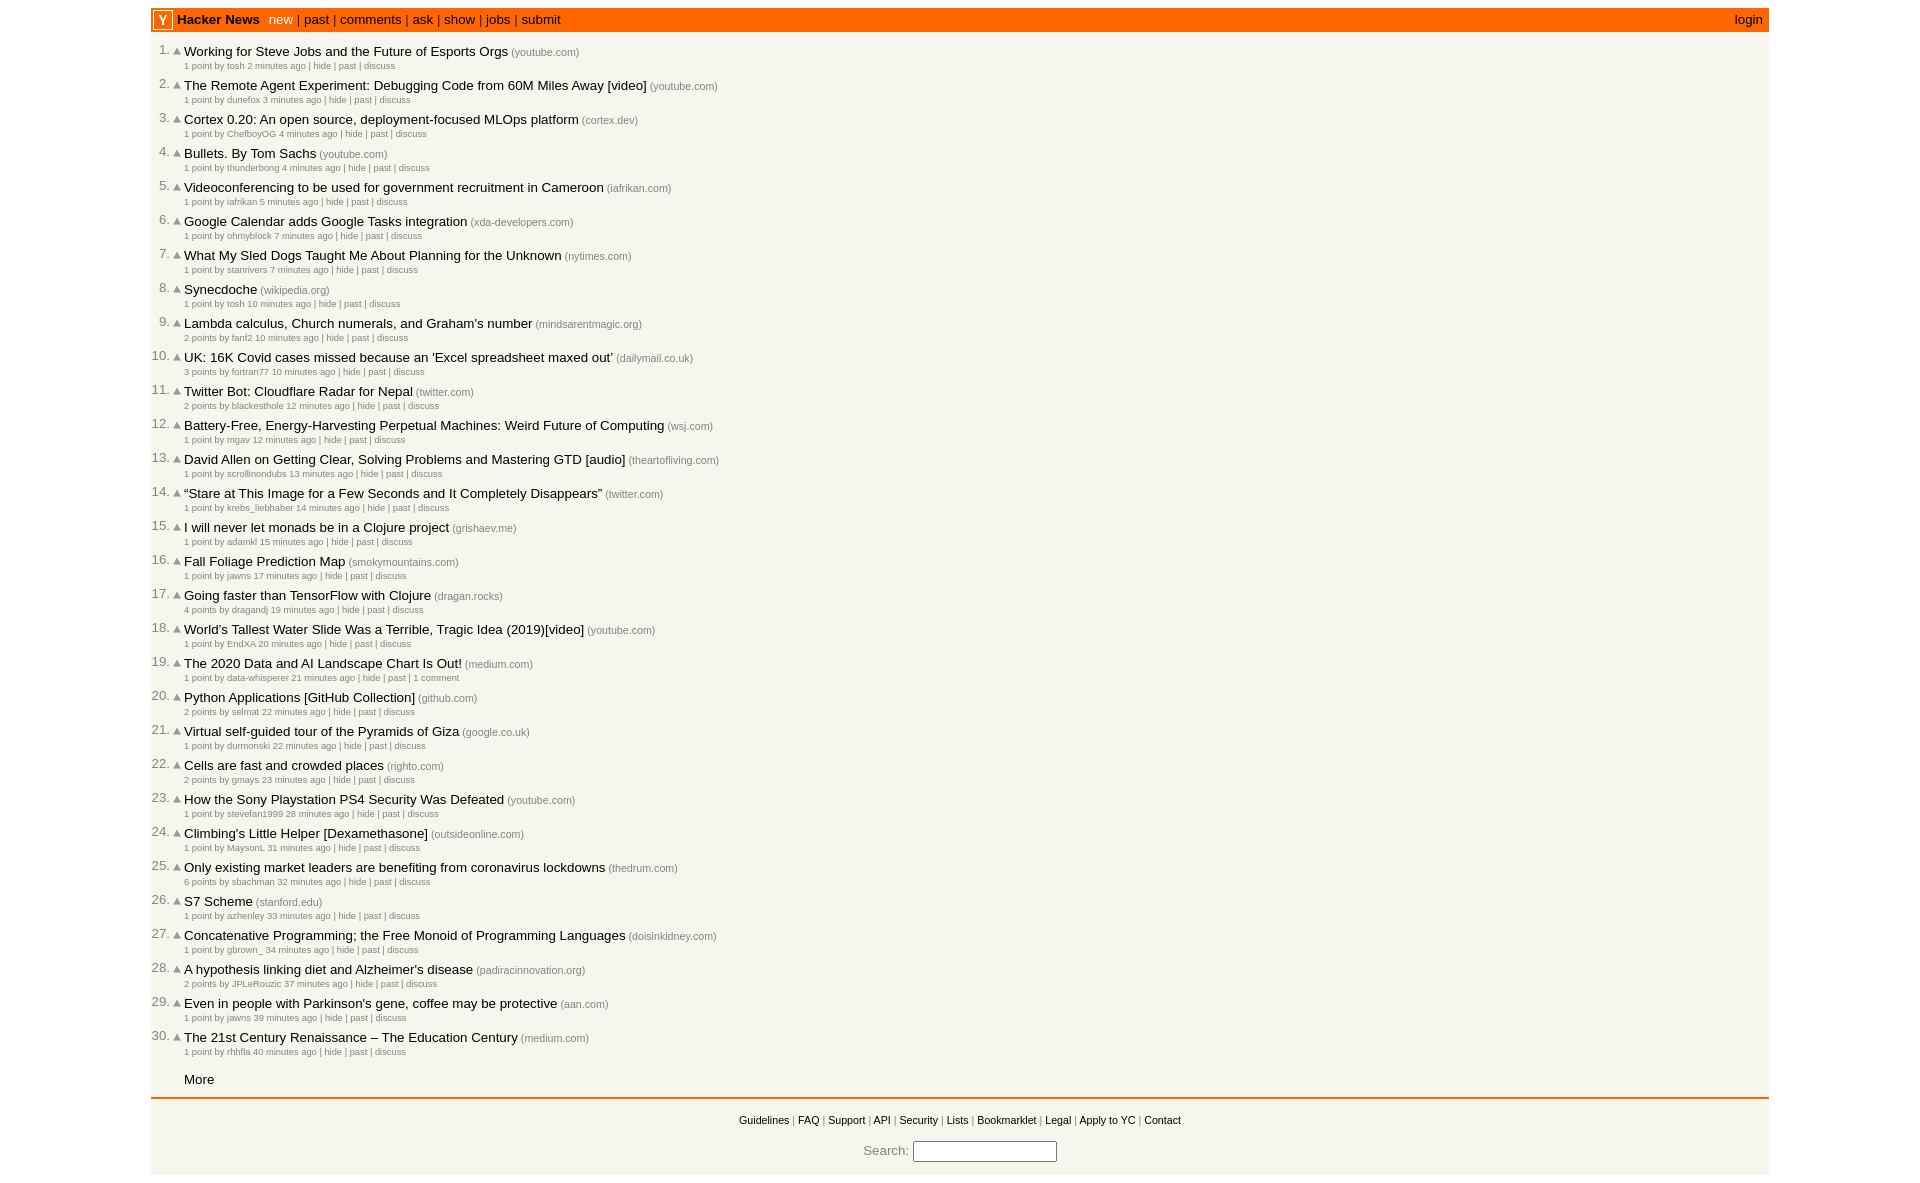 Y Hacker News new | past | comments | ask | show | jobs | submit login
1. Working for Steve Jobs and the Future of Esports Orgs (youtube.com)
1 point by tosh 2 minutes ago | hide | past | discuss
2. The Remote Agent Experiment: Debugging Code from 60M Miles Away [video] (youtube.com)
1 point by dunefox 3 minutes ago | hide | past | discuss
3. Cortex 0.20: An open source, deployment-focused MLOps platform (cortex.dev)
1 point by ChefboyOG 4 minutes ago | hide | past | discuss
4. Bullets. By Tom Sachs (youtube.com)
1 point by thunderbong 4 minutes ago | hide | past | discuss
5. Videoconferencing to be used for government recruitment in Cameroon (iafrikan.com)
1 point by iafrikan 5 minutes ago | hide | past | discuss
6. Google Calendar adds Google Tasks integration (xda-developers.com)
1 point by ohmyblock 7 minutes ago | hide | past | discuss
7. What My Sled Dogs Taught Me About Planning for the Unknown (nytimes.com)
1 point by stanrivers 7 minutes ago | hide | past | discuss
8. Synecdoche (wikipedia.org)
1 point by tosh 10 minutes ago | hide | past | discuss
9. Lambda calculus, Church numerals, and Graham's number (mindsarentmagic.org)
2 points by fanf2 10 minutes ago | hide | past | discuss
10. UK: 16K Covid cases missed because an 'Excel spreadsheet maxed out' (dailymail.co.uk)
3 points by fortran77 10 minutes ago | hide | past | discuss
11. Twitter Bot: Cloudflare Radar for Nepal (twitter.com)
2 points by blackesthole 12 minutes ago | hide | past | discuss
12. Battery-Free, Energy-Harvesting Perpetual Machines: Weird Future of Computing (wsj.com)
1 point by mgav 12 minutes ago | hide | past | discuss
13. David Allen on Getting Clear, Solving Problems and Mastering GTD [audio] (theartofliving.com)
1 point by scrollinondubs 13 minutes ago | hide | past | discuss
14. “Stare at This Image for a Few Seconds and It Completely Disappears” (twitter.com)
1 point by krebs_liebhaber 14 minutes ago | hide | past | discuss
15. I will never let monads be in a Clojure project (grishaev.me)
1 point by adamkl 15 minutes ago | hide | past | discuss
16. Fall Foliage Prediction Map (smokymountains.com)
1 point by jawns 17 minutes ago | hide | past | discuss
17. Going faster than TensorFlow with Clojure (dragan.rocks)
4 points by dragandj 19 minutes ago | hide | past | discuss
18. World's Tallest Water Slide Was a Terrible, Tragic Idea (2019)[video] (youtube.com)
1 point by EndXA 20 minutes ago | hide | past | discuss
19. The 2020 Data and AI Landscape Chart Is Out! (medium.com)
1 point by data-whisperer 21 minutes ago | hide | past | 1 comment
20. Python Applications [GitHub Collection] (github.com)
2 points by selmat 22 minutes ago | hide | past | discuss
21. Virtual self-guided tour of the Pyramids of Giza (google.co.uk)
1 point by durmonski 22 minutes ago | hide | past | discuss
22. Cells are fast and crowded places (righto.com)
2 points by gmays 23 minutes ago | hide | past | discuss
23. How the Sony Playstation PS4 Security Was Defeated (youtube.com)
1 point by stevefan1999 28 minutes ago | hide | past | discuss
24. Climbing's Little Helper [Dexamethasone] (outsideonline.com)
1 point by MaysonL 31 minutes ago | hide | past | discuss
25. Only existing market leaders are benefiting from coronavirus lockdowns (thedrum.com)
6 points by sbachman 32 minutes ago | hide | past | discuss
26. S7 Scheme (stanford.edu)
1 point by azhenley 33 minutes ago | hide | past | discuss
27. Concatenative Programming; the Free Monoid of Programming Languages (doisinkidney.com)
1 point by gbrown_ 34 minutes ago | hide | past | discuss
28. A hypothesis linking diet and Alzheimer's disease (padiracinnovation.org)
2 points by JPLeRouzic 37 minutes ago | hide | past | discuss
29. Even in people with Parkinson's gene, coffee may be protective (aan.com)
1 point by jawns 39 minutes ago | hide | past | discuss
30. The 21st Century Renaissance – The Education Century (medium.com)
1 point by rhhfla 40 minutes ago | hide | past | discuss
More
Guidelines | FAQ | Support | API | Security | Lists | Bookmarklet | Legal | Apply to YC | Contact
Search: